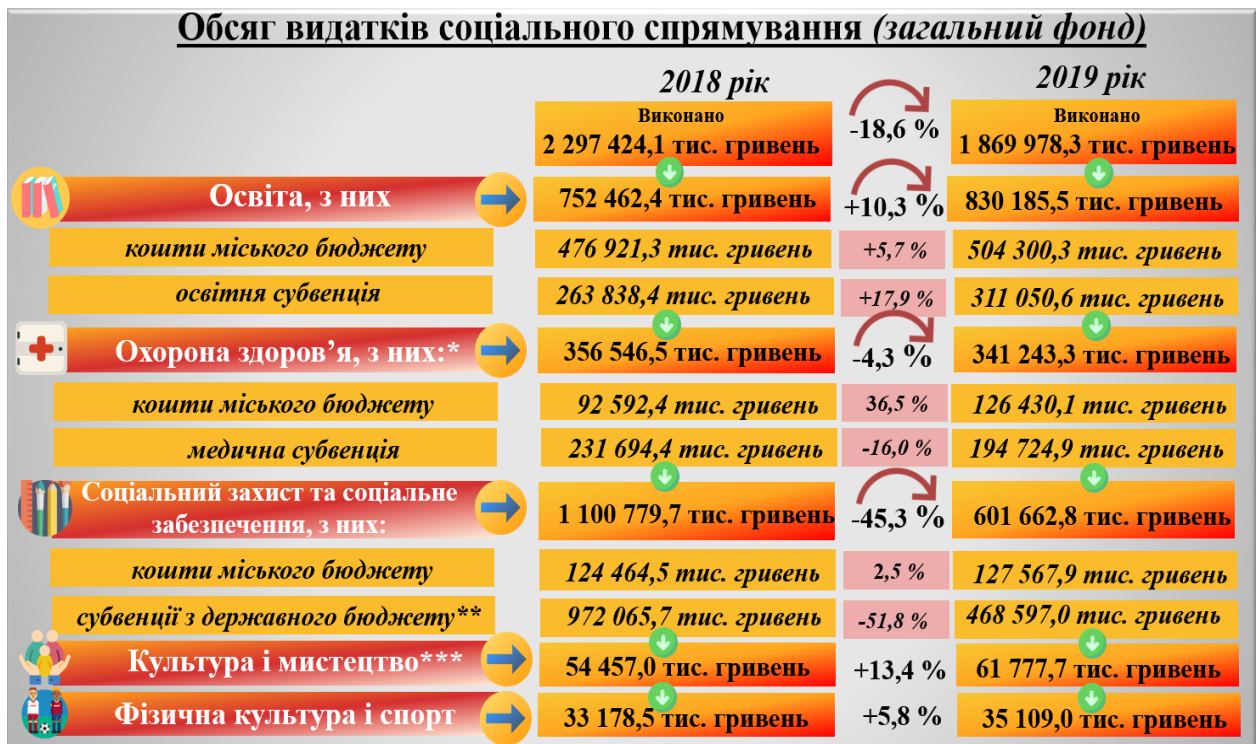 Обсяг видатків соціального спрямування (загальний фонд)
2018 рік
2019 рік
Виконано
2 297 424,1 тис. гривень
-18,6 %
Виконано
1 869 978,3 тис. гривень
Освіта, з них
752 462,4 тис. гривень
+10,3 %
830 185,5 тис. гривень
кошти міського бюджету
476 921,3 тис. гривень
+5,7 %
504 300,3 тис. гривень
освітня субвенція
263 838,4 тис. гривень
+17,9 %
311 050,6 тис. гривень
Охорона здоров’я, з них:*
356 546,5 тис. гривень
-4,3 %
341 243,3 тис. гривень
кошти міського бюджету
92 592,4 тис. гривень
36,5 %
126 430,1 тис. гривень
медична субвенція
231 694,4 тис. гривень
-16,0 %
194 724,9 тис. гривень
Соціальний захист та соціальне
забезпечення, з них:
1 100 779,7 тис. гривень
-45,3 %
601 662,8 тис. гривень
кошти міського бюджету
124 464,5 тис. гривень
2,5 %
127 567,9 тис. гривень
субвенції з державного бюджету**
972 065,7 тис. гривень
-51,8 %
468 597,0 тис. гривень
Культура і мистецтво***
54 457,0 тис. гривень
+13,4 %
61 777,7 тис. гривень
Фізична культура і спорт
33 178,5 тис. гривень
+5,8 %
35 109,0 тис. гривень